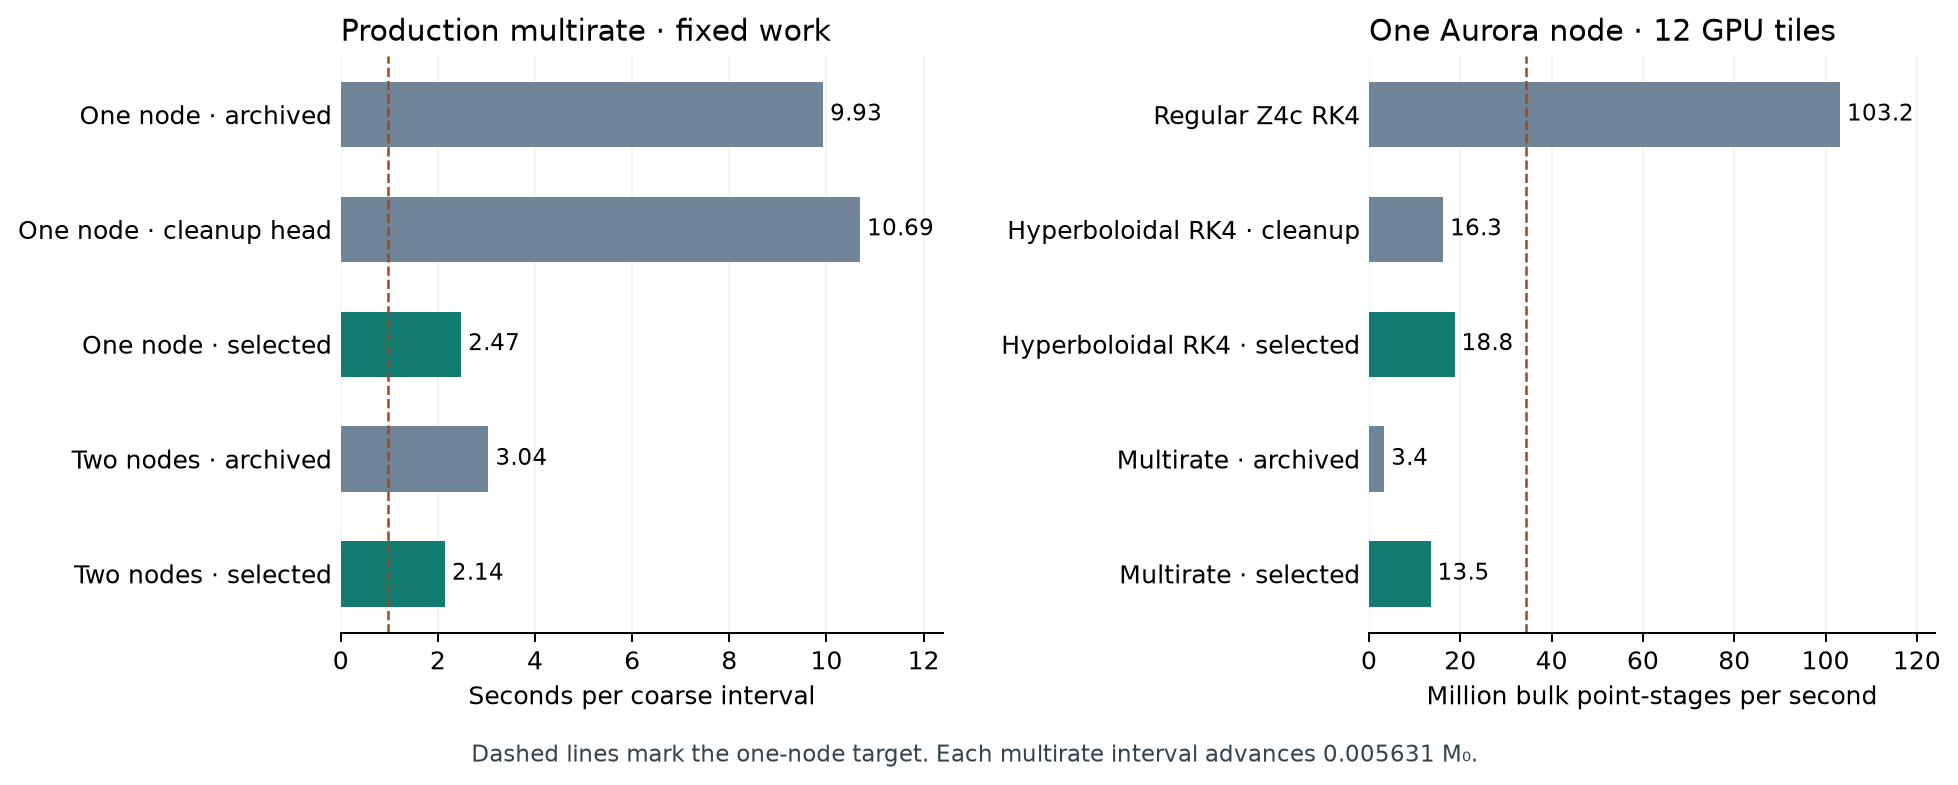 Production multirate · fixed work
One node · archived
9.93
One node · cleanup head
10.69
One node · selected
2.47
Two nodes · archived
3.04
Two nodes · selected
2.14
0 2 4 6 8 10 12
Seconds per coarse interval
One Aurora node · 12 GPU tiles
Regular Z4c RK4
103.2
Hyperboloidal RK4 · cleanup
16.3
Hyperboloidal RK4 · selected
18.8
Multirate · archived
3.4
Multirate · selected
13.5
0 20 40 60 80 100 120
Million bulk point-stages per second
Dashed lines mark the one-node target. Each multirate interval advances 0.005631 M₀.